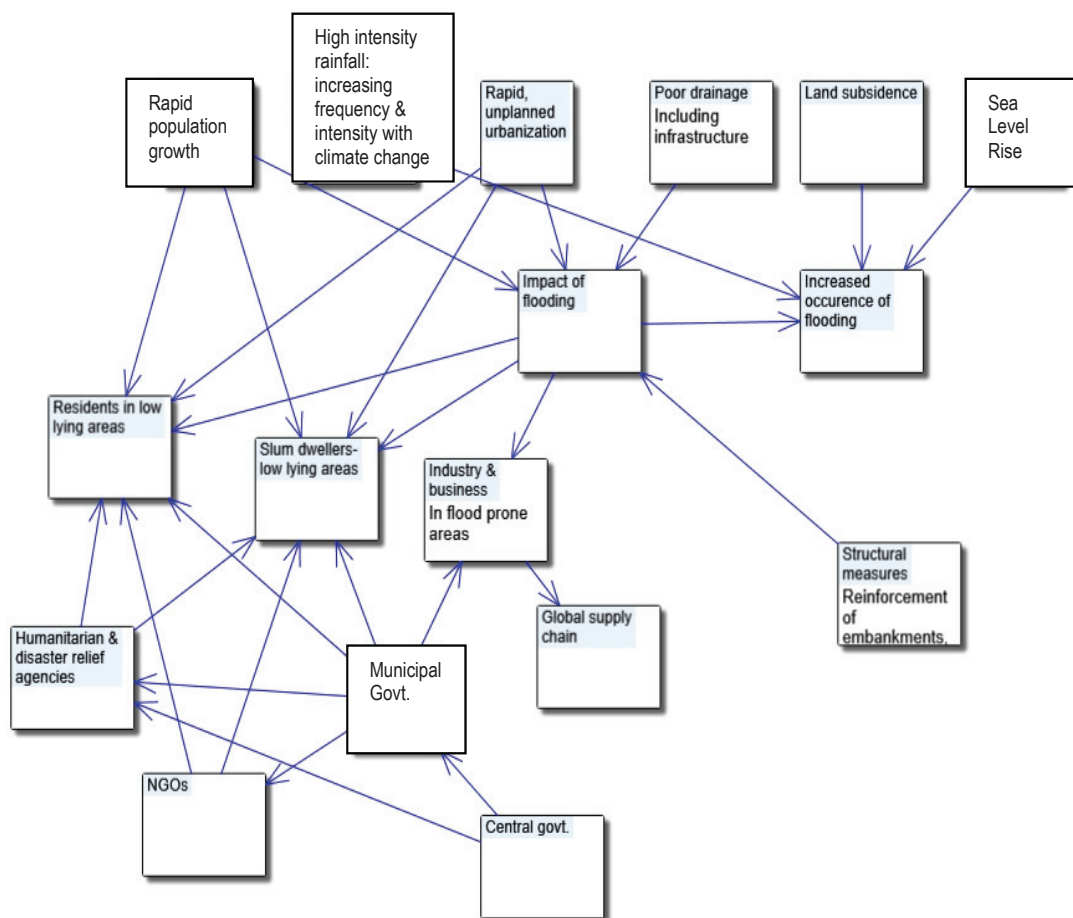 High intensity
rainfall:
increasing
frequency &
intensity with
climate change
Rapid
population
growth
Rapid,
unplanned
urbanization
Poor drainage
Including
infrastructure
Land subsidence
Sea
Level
Rise
Impact of
flooding
Increased
occurence of
flooding
Residents in low
lying areas
Slum dwellers-
low lying areas
Industry &
business
In flood prone
areas
Structural
measures
Reinforcement
of
embankments,
Global supply
chain
Humanitarian &
disaster relief
agencies
Municipal
Govt.
NGOs
Central govt.